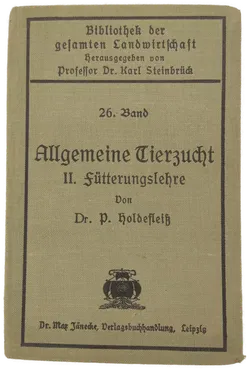 Bibliothek der
gesamten Landwirtschaft
Herausgegeben von
Professor Dr. Karl Steinbrück
26. Band
Allgemeine Tierzucht
II. Fütterungslehre
Von
Dr. P. Holdefleiß
Dr. Max Jänecke, Verlagsbuchhandlung, Leipzig